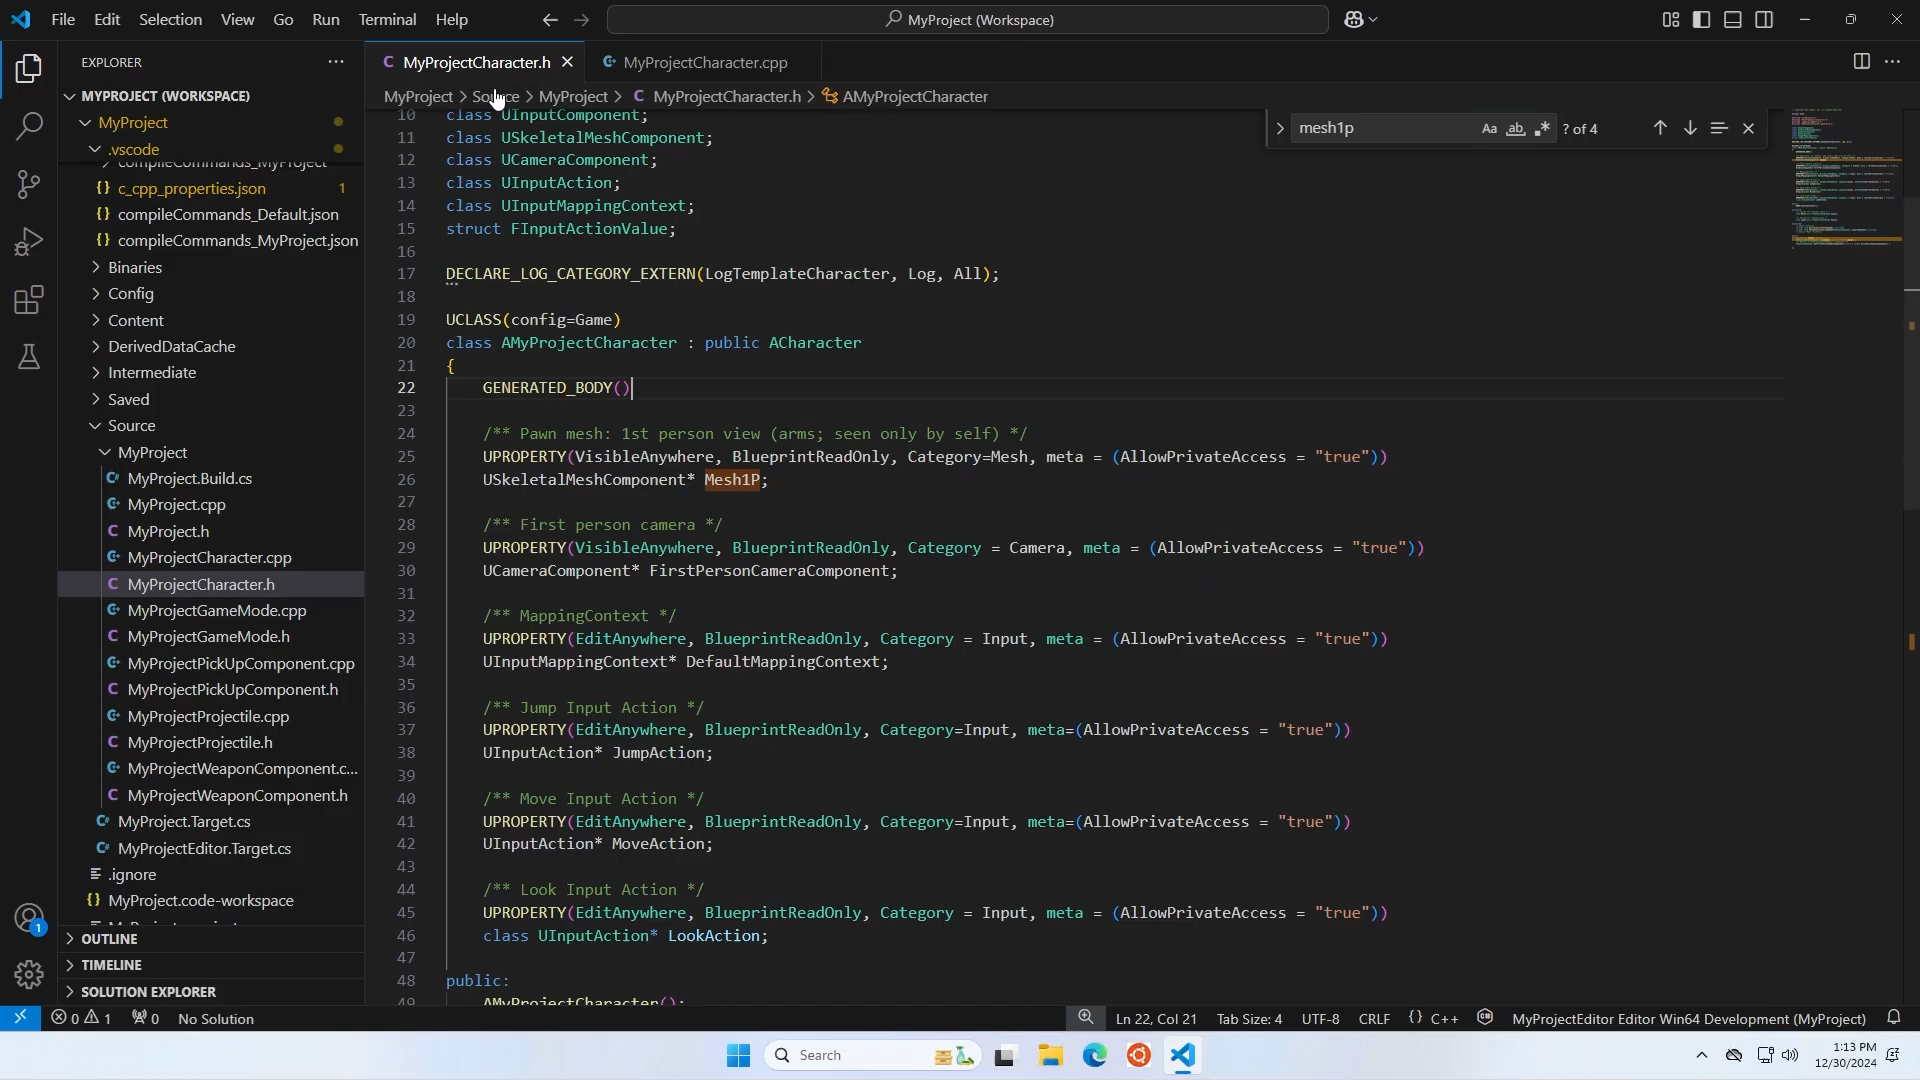 File Edit Selection View Go Run Terminal Help
MyProject (Workspace)
EXPLORER
MyProjectCharacter.h
MyProjectCharacter.cpp
MYPROJECT (WORKSPACE)
MyProject > Source > MyProject > MyProjectCharacter.h > AMyProjectCharacter
MyProject
.vscode
compileCommands_MyProject
c_cpp_properties.json 1
compileCommands_Default.json
compileCommands_MyProject.json
Binaries
Config
Content
DerivedDataCache
Intermediate
Saved
Source
MyProject
MyProject.Build.cs
MyProject.cpp
MyProject.h
MyProjectCharacter.cpp
MyProjectCharacter.h
MyProjectGameMode.cpp
MyProjectGameMode.h
MyProjectPickUpComponent.cpp
MyProjectPickUpComponent.h
MyProjectProjectile.cpp
MyProjectProjectile.h
MyProjectWeaponComponent.c...
MyProjectWeaponComponent.h
MyProject.Target.cs
MyProjectEditor.Target.cs
.ignore
MyProject.code-workspace
OUTLINE
TIMELINE
SOLUTION EXPLORER
mesh1p Aa ab .* ? of 4
10 class UInputComponent;
11 class USkeletalMeshComponent;
12 class UCameraComponent;
13 class UInputAction;
14 class UInputMappingContext;
15 struct FInputActionValue;
16
17 DECLARE_LOG_CATEGORY_EXTERN(LogTemplateCharacter, Log, All);
18
19 UCLASS(config=Game)
20 class AMyProjectCharacter : public ACharacter
21 {
22 GENERATED_BODY()
23
24 /** Pawn mesh: 1st person view (arms; seen only by self) */
25 UPROPERTY(VisibleAnywhere, BlueprintReadOnly, Category=Mesh, meta = (AllowPrivateAccess = "true"))
26 USkeletalMeshComponent* Mesh1P;
27
28 /** First person camera */
29 UPROPERTY(VisibleAnywhere, BlueprintReadOnly, Category = Camera, meta = (AllowPrivateAccess = "true"))
30 UCameraComponent* FirstPersonCameraComponent;
31
32 /** MappingContext */
33 UPROPERTY(EditAnywhere, BlueprintReadOnly, Category = Input, meta = (AllowPrivateAccess = "true"))
34 UInputMappingContext* DefaultMappingContext;
35
36 /** Jump Input Action */
37 UPROPERTY(EditAnywhere, BlueprintReadOnly, Category=Input, meta=(AllowPrivateAccess = "true"))
38 UInputAction* JumpAction;
39
40 /** Move Input Action */
41 UPROPERTY(EditAnywhere, BlueprintReadOnly, Category=Input, meta=(AllowPrivateAccess = "true"))
42 UInputAction* MoveAction;
43
44 /** Look Input Action */
45 UPROPERTY(EditAnywhere, BlueprintReadOnly, Category = Input, meta = (AllowPrivateAccess = "true"))
46 class UInputAction* LookAction;
47
48 public:
49 AMyProjectCharacter();
1
0 1 0 No Solution
Ln 22, Col 21 Tab Size: 4 UTF-8 CRLF {} C++ MyProjectEditor Editor Win64 Development (MyProject)
Search
1:13 PM
12/30/2024